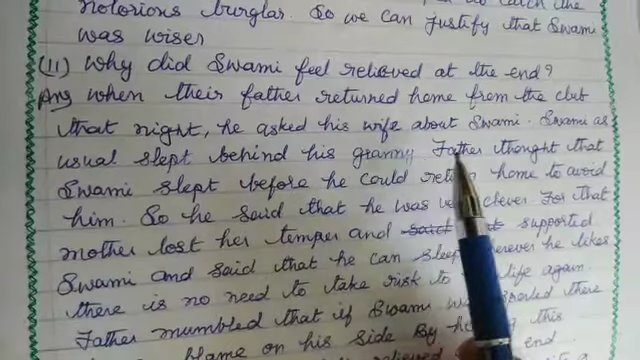 notorious burglar. So we can justify that Swami
was wiser
(11) Why did Swami feel relieved at the end?
Ans When their father returned home from the club
that night, he asked his wife about Swami. Swami as
usual slept behind his granny. Father thought that
Swami slept before he could home to avoid
him. So he said that he was clever. For that
mother lost her temper and supported
Swami and said that he can he likes
there is no need to take risk to life again.
Father mumbled that if Swami there
blame on his side By this
end